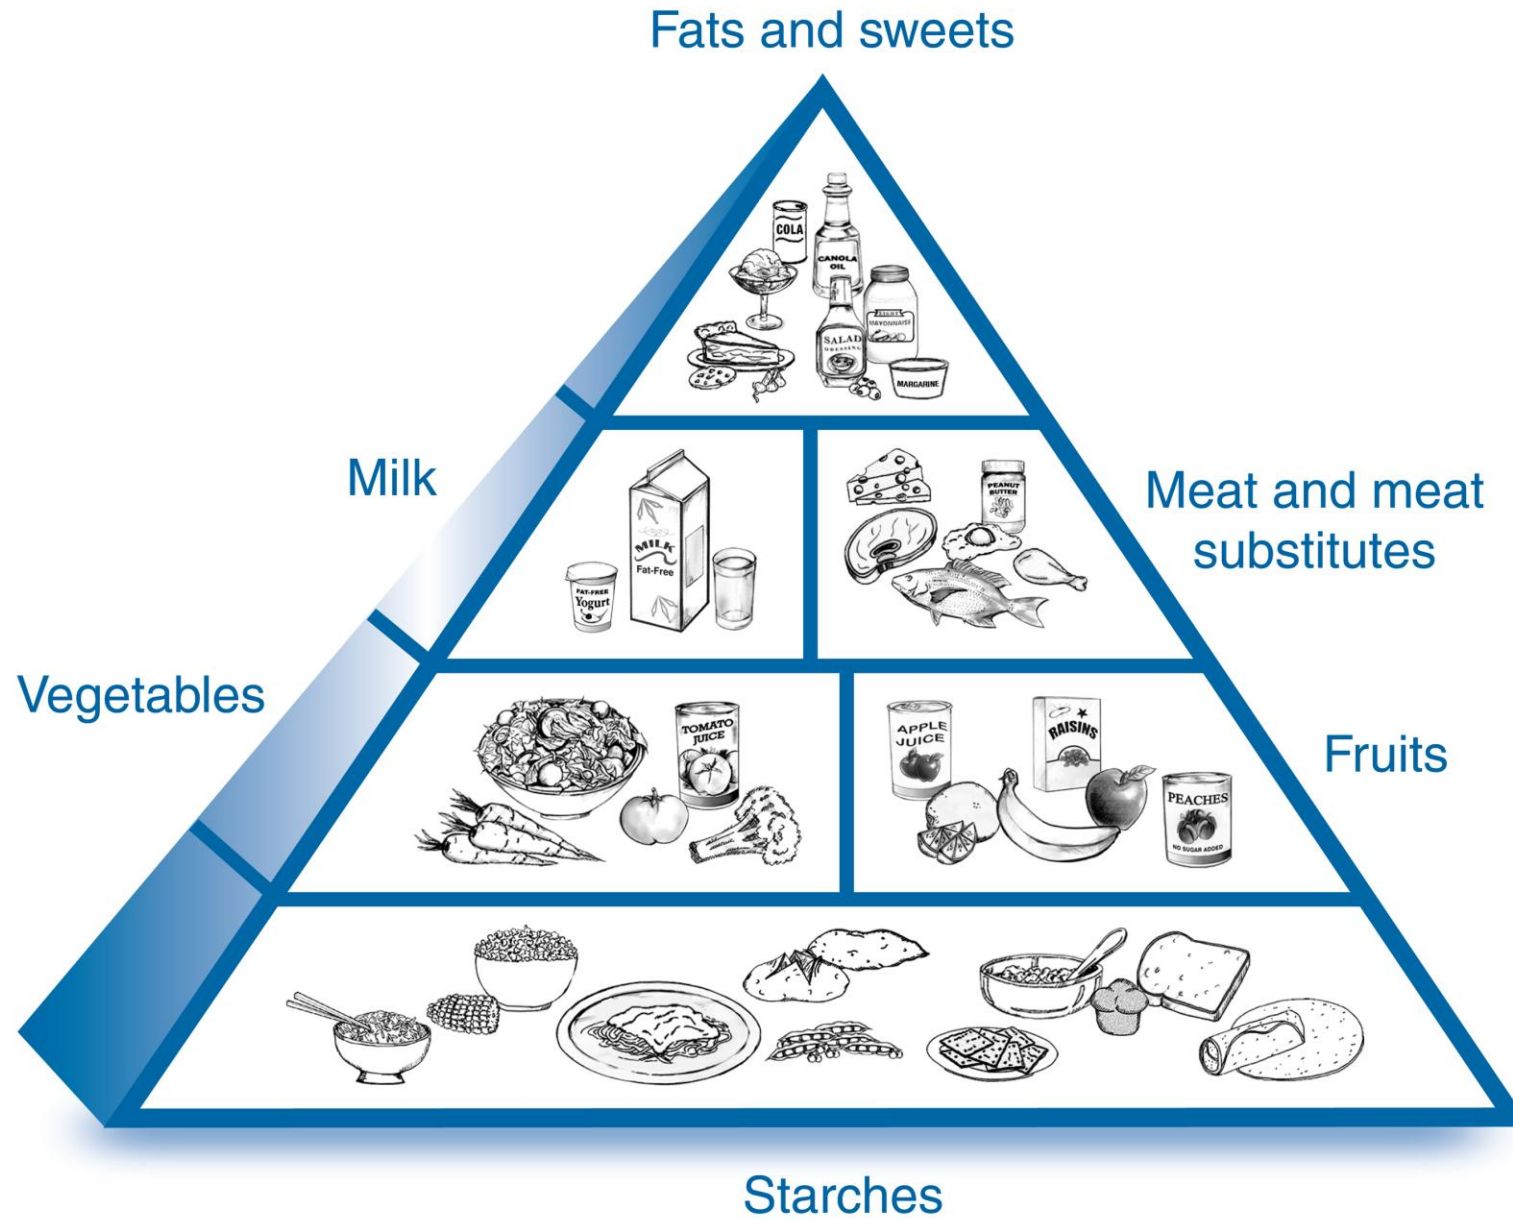 Fats and sweets
COLA
CANOLA
OIL
MAYONNAISE
SALAD
DRESSING
MARGARINE
Milk
MILK
Fat-Free
FAT-FREE
Yogurt
Meat and meat
substitutes
PEANUT
BUTTER
Vegetables
TOMATO
JUICE
Fruits
APPLE
JUICE
RAISINS
PEACHES
NO SUGAR ADDED
Starches